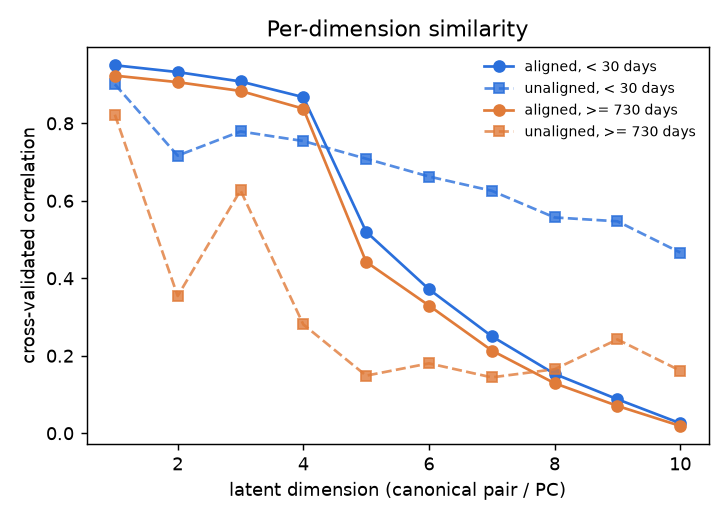 Per-dimension similarity
aligned, < 30 days
unaligned, < 30 days
aligned, >= 730 days
unaligned, >= 730 days
cross-validated correlation
0.8
0.6
0.4
0.2
0.0
2
4
6
8
10
latent dimension (canonical pair / PC)